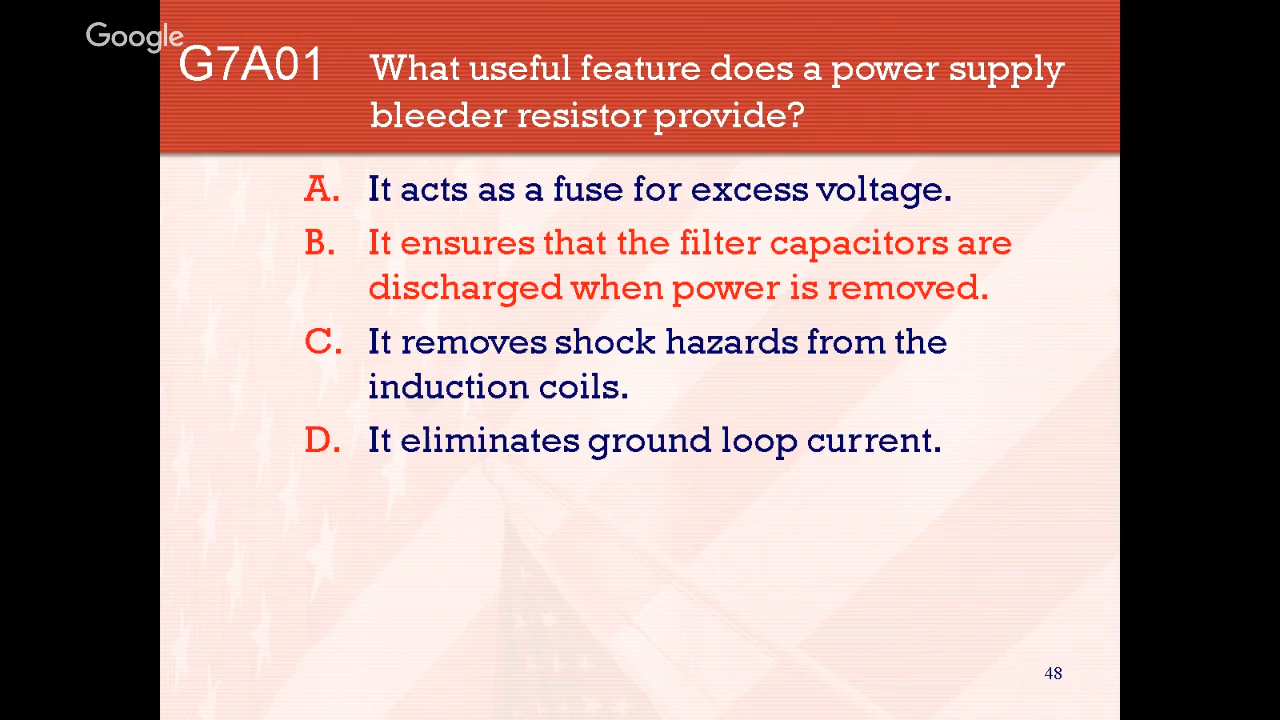 Google
G7A01 What useful feature does a power supply
bleeder resistor provide?
A. It acts as a fuse for excess voltage.
B. It ensures that the filter capacitors are
discharged when power is removed.
C. It removes shock hazards from the
induction coils.
D. It eliminates ground loop current.
48